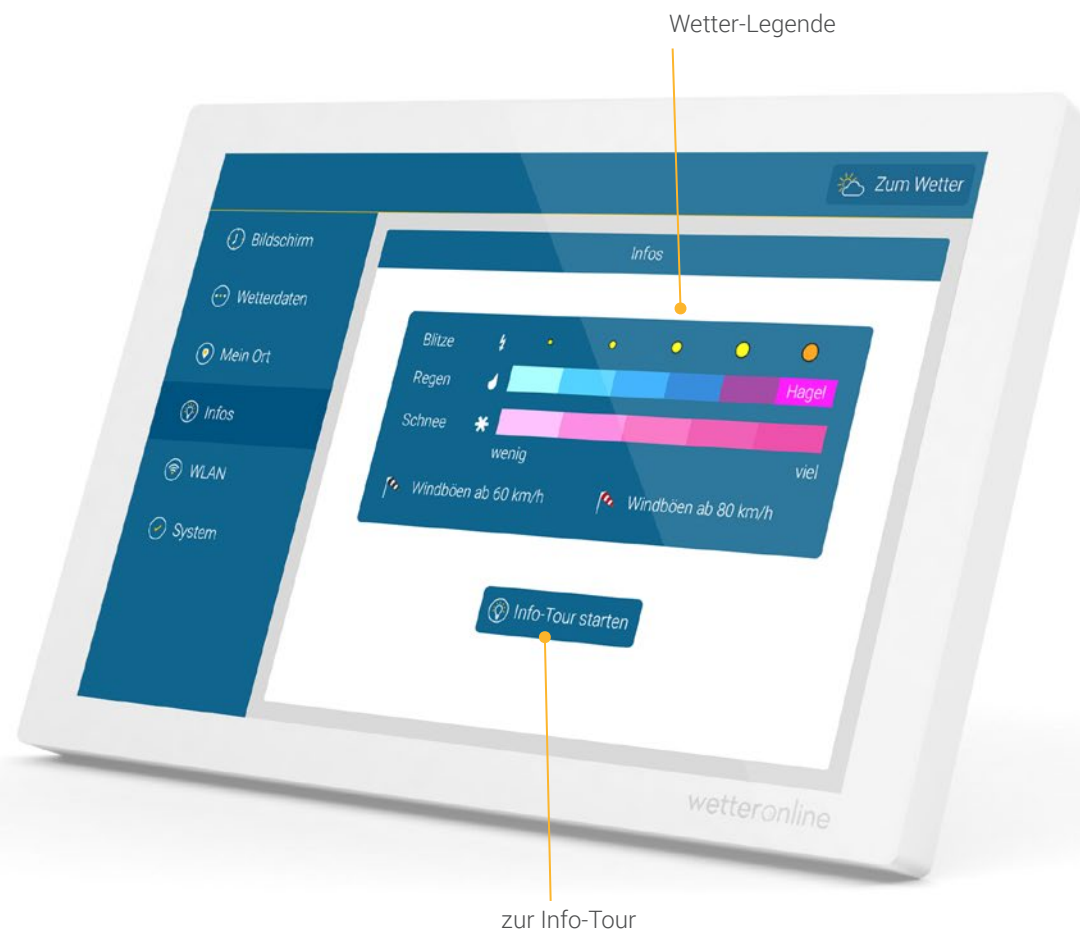 Wetter-Legende
Zum Wetter
Bildschirm
Wetterdaten
Mein Ort
Infos
WLAN
System
Infos
Blitze
Regen
Hagel
Schnee
wenig
viel
Windböen ab 60 km/h
Windböen ab 80 km/h
Info-Tour starten
wetteronline
zur Info-Tour